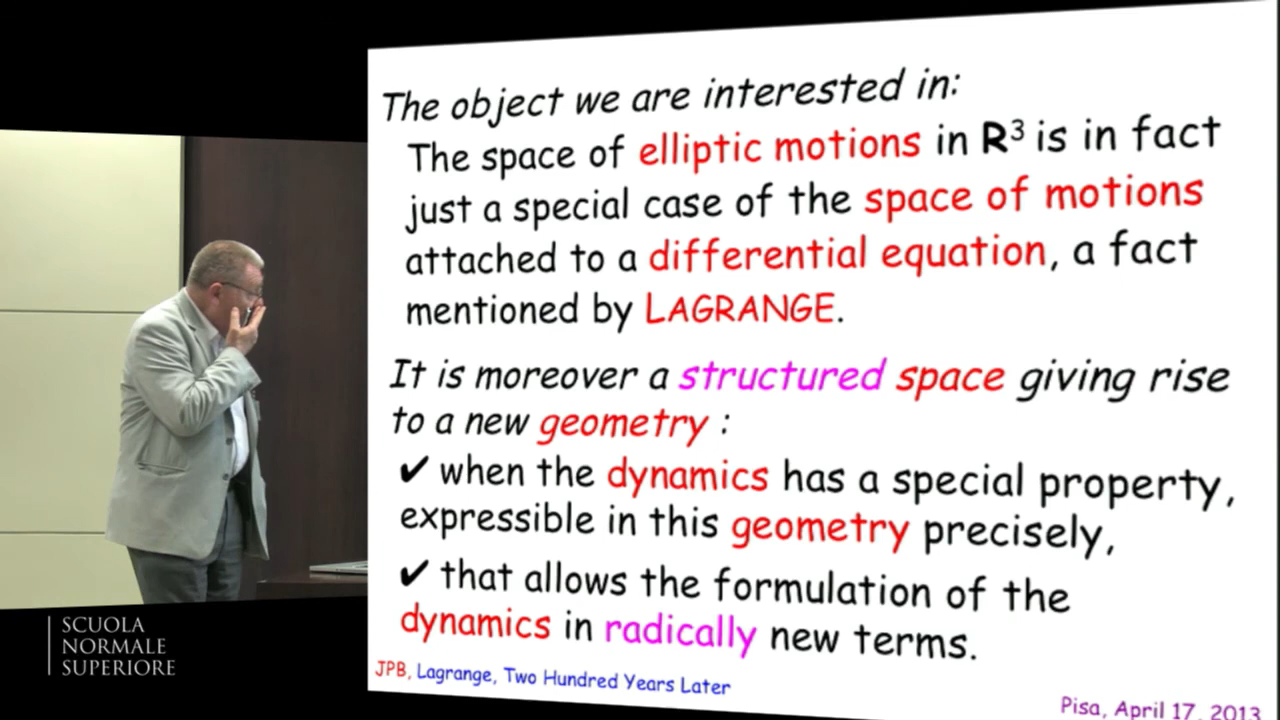 The object we are interested in:
The space of elliptic motions in R³ is in fact
just a special case of the space of motions
attached to a differential equation, a fact
mentioned by LAGRANGE.
It is moreover a structured space giving rise
to a new geometry :
✔ when the dynamics has a special property,
expressible in this geometry precisely,
✔ that allows the formulation of the
dynamics in radically new terms.
JPB, Lagrange, Two Hundred Years Later
Pisa, April 17, 2013
SCUOLA
NORMALE
SUPERIORE